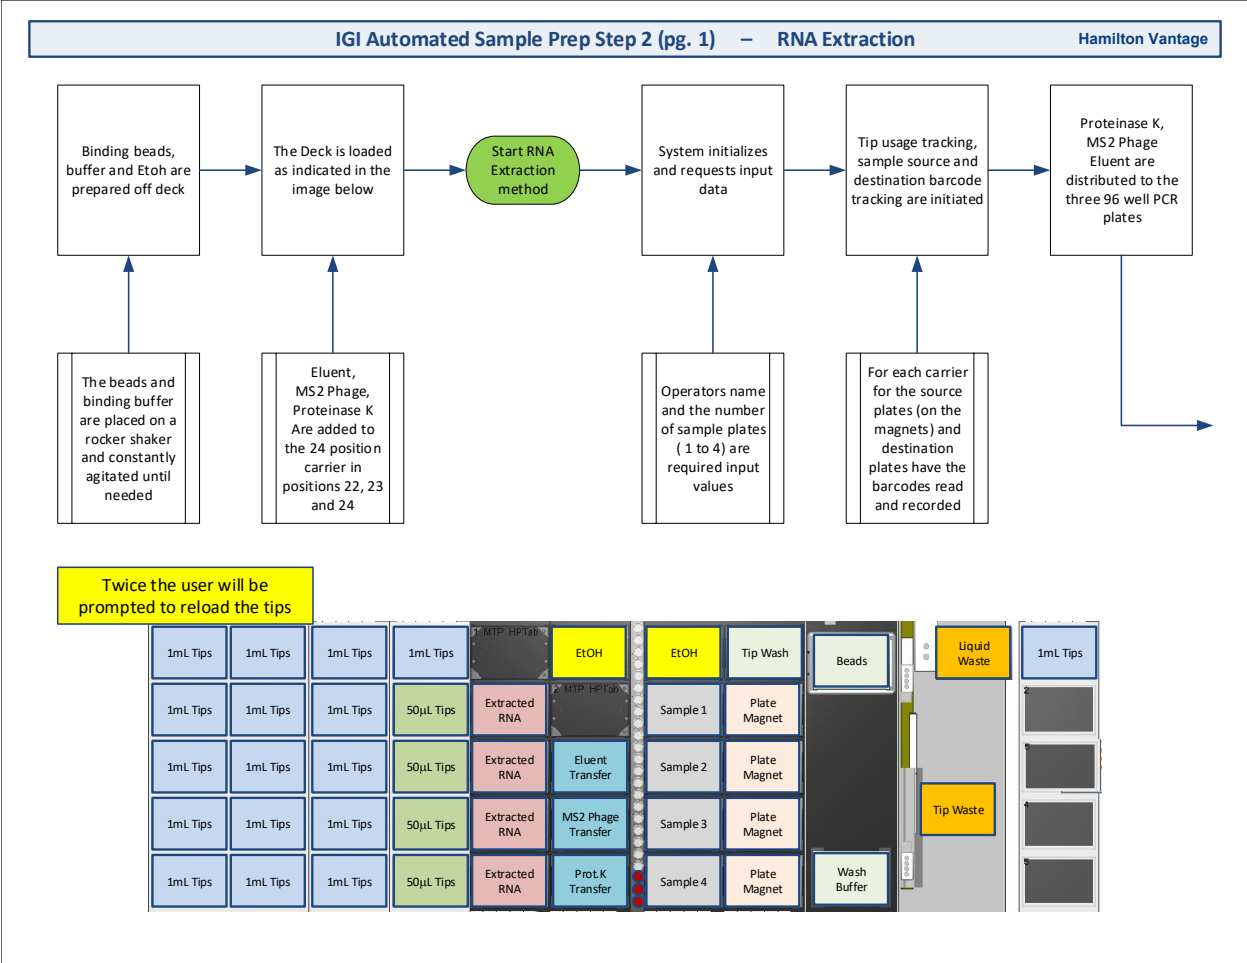 IGI Automated Sample Prep Step 2 (pg. 1) – RNA Extraction
Hamilton Vantage
Binding beads,
buffer and Etoh are
prepared off deck
The Deck is loaded
as indicated in the
image below
Start RNA
Extraction
method
System initializes
and requests input
data
Tip usage tracking,
sample source and
destination barcode
tracking are initiated
Proteinase K,
MS2 Phage
Eluent are
distributed to the
three 96 well PCR
plates
The beads and
binding buffer
are placed on a
rocker shaker
and constantly
agitated until
needed
Eluent,
MS2 Phage,
Proteinase K
Are added to
the 24 position
carrier in
positions 22, 23
and 24
Operators name
and the number
of sample plates
( 1 to 4) are
required input
values
For each carrier
for the source
plates (on the
magnets) and
destination
plates have the
barcodes read
and recorded
Twice the user will be
prompted to reload the tips
1mL Tips
1mL Tips
1mL Tips
1mL Tips
1 MTP HPTab
EtOH
EtOH
Tip Wash
Beads
Liquid
Waste
1mL Tips
1mL Tips
1mL Tips
1mL Tips
50µL Tips
Extracted
RNA
2 MTP HPTab
Sample 1
Plate
Magnet
2
1mL Tips
1mL Tips
1mL Tips
50µL Tips
Extracted
RNA
Eluent
Transfer
Sample 2
Plate
Magnet
1mL Tips
1mL Tips
1mL Tips
50µL Tips
Extracted
RNA
MS2 Phage
Transfer
Sample 3
Plate
Magnet
Tip Waste
4
1mL Tips
1mL Tips
1mL Tips
50µL Tips
Extracted
RNA
Prot.K
Transfer
Sample 4
Plate
Magnet
Wash
Buffer
5